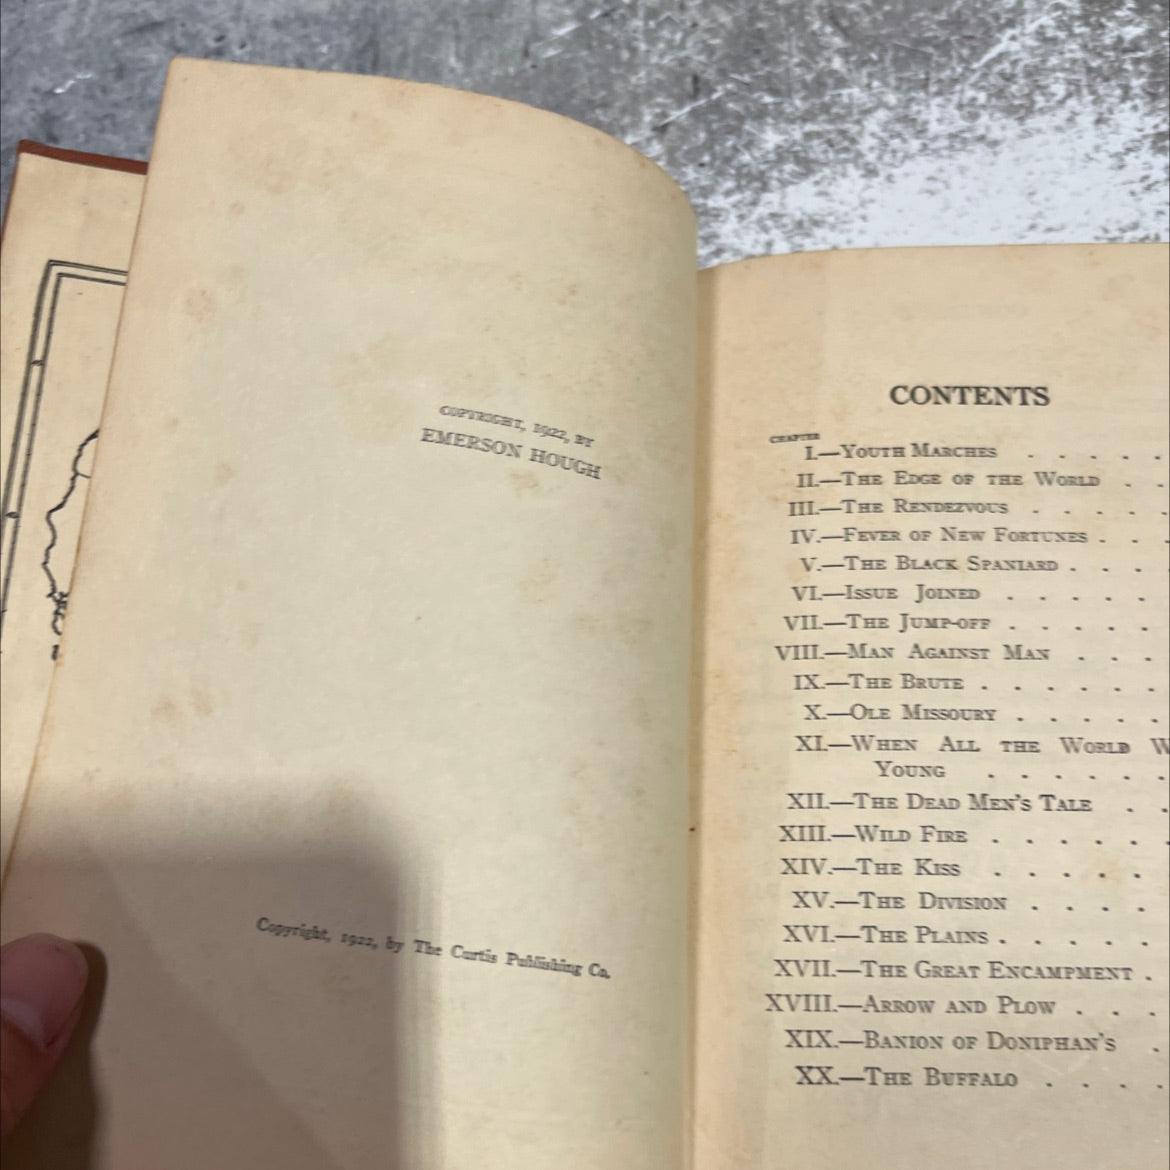 COPYRIGHT, 1922, BY
EMERSON HOUGH
Copyright, 1922, by The Curtis Publishing Co.
CONTENTS
CHAPTER
I.—YOUTH MARCHES . . . . .
II.—THE EDGE OF THE WORLD . .
III.—THE RENDEZVOUS . . . . .
IV.—FEVER OF NEW FORTUNES . . .
V.—THE BLACK SPANIARD . . . .
VI.—ISSUE JOINED . . . . .
VII.—THE JUMP-OFF . . . . .
VIII.—MAN AGAINST MAN . . .
IX.—THE BRUTE . . . . . .
X.—OLE MISSOURY . . . . .
XI.—WHEN ALL THE WORLD W
YOUNG . . . . . .
XII.—THE DEAD MEN'S TALE . .
XIII.—WILD FIRE . . . . . .
XIV.—THE KISS . . . . .
XV.—THE DIVISION . . . .
XVI.—THE PLAINS . . . . .
XVII.—THE GREAT ENCAMPMENT .
XVIII.—ARROW AND PLOW . . .
XIX.—BANION OF DONIPHAN'S .
XX.—THE BUFFALO . . . .